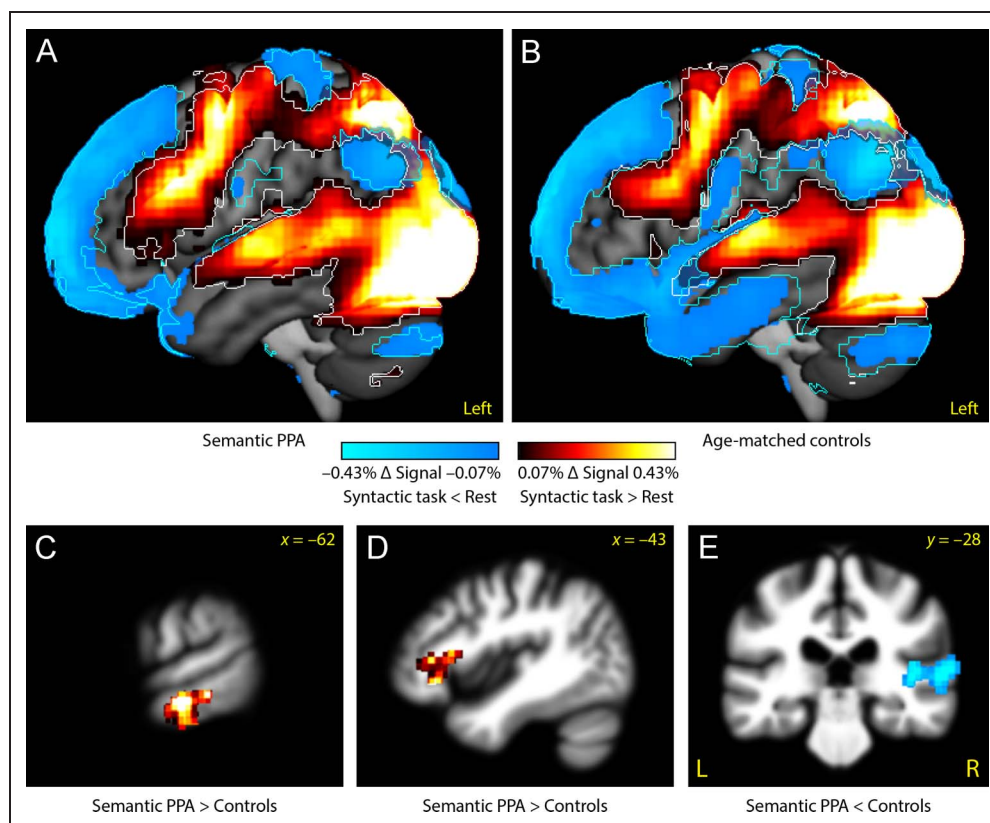 A
B
Left
Left
Semantic PPA
Age-matched controls
−0.43% Δ Signal −0.07%
0.07% Δ Signal 0.43%
Syntactic task < Rest
Syntactic task > Rest
C
x = −62
D
x = −43
E
y = −28
L
R
Semantic PPA > Controls
Semantic PPA > Controls
Semantic PPA < Controls